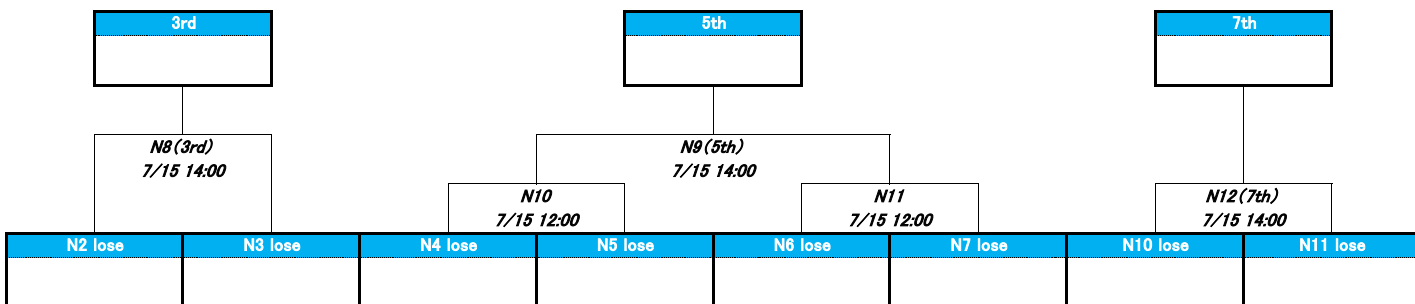 3rd
5th
7th
N8(3rd)
7/15 14:00
N9(5th)
7/15 14:00
N10
7/15 12:00
N11
7/15 12:00
N12(7th)
7/15 14:00
N2 lose
N3 lose
N4 lose
N5 lose
N6 lose
N7 lose
N10 lose
N11 lose